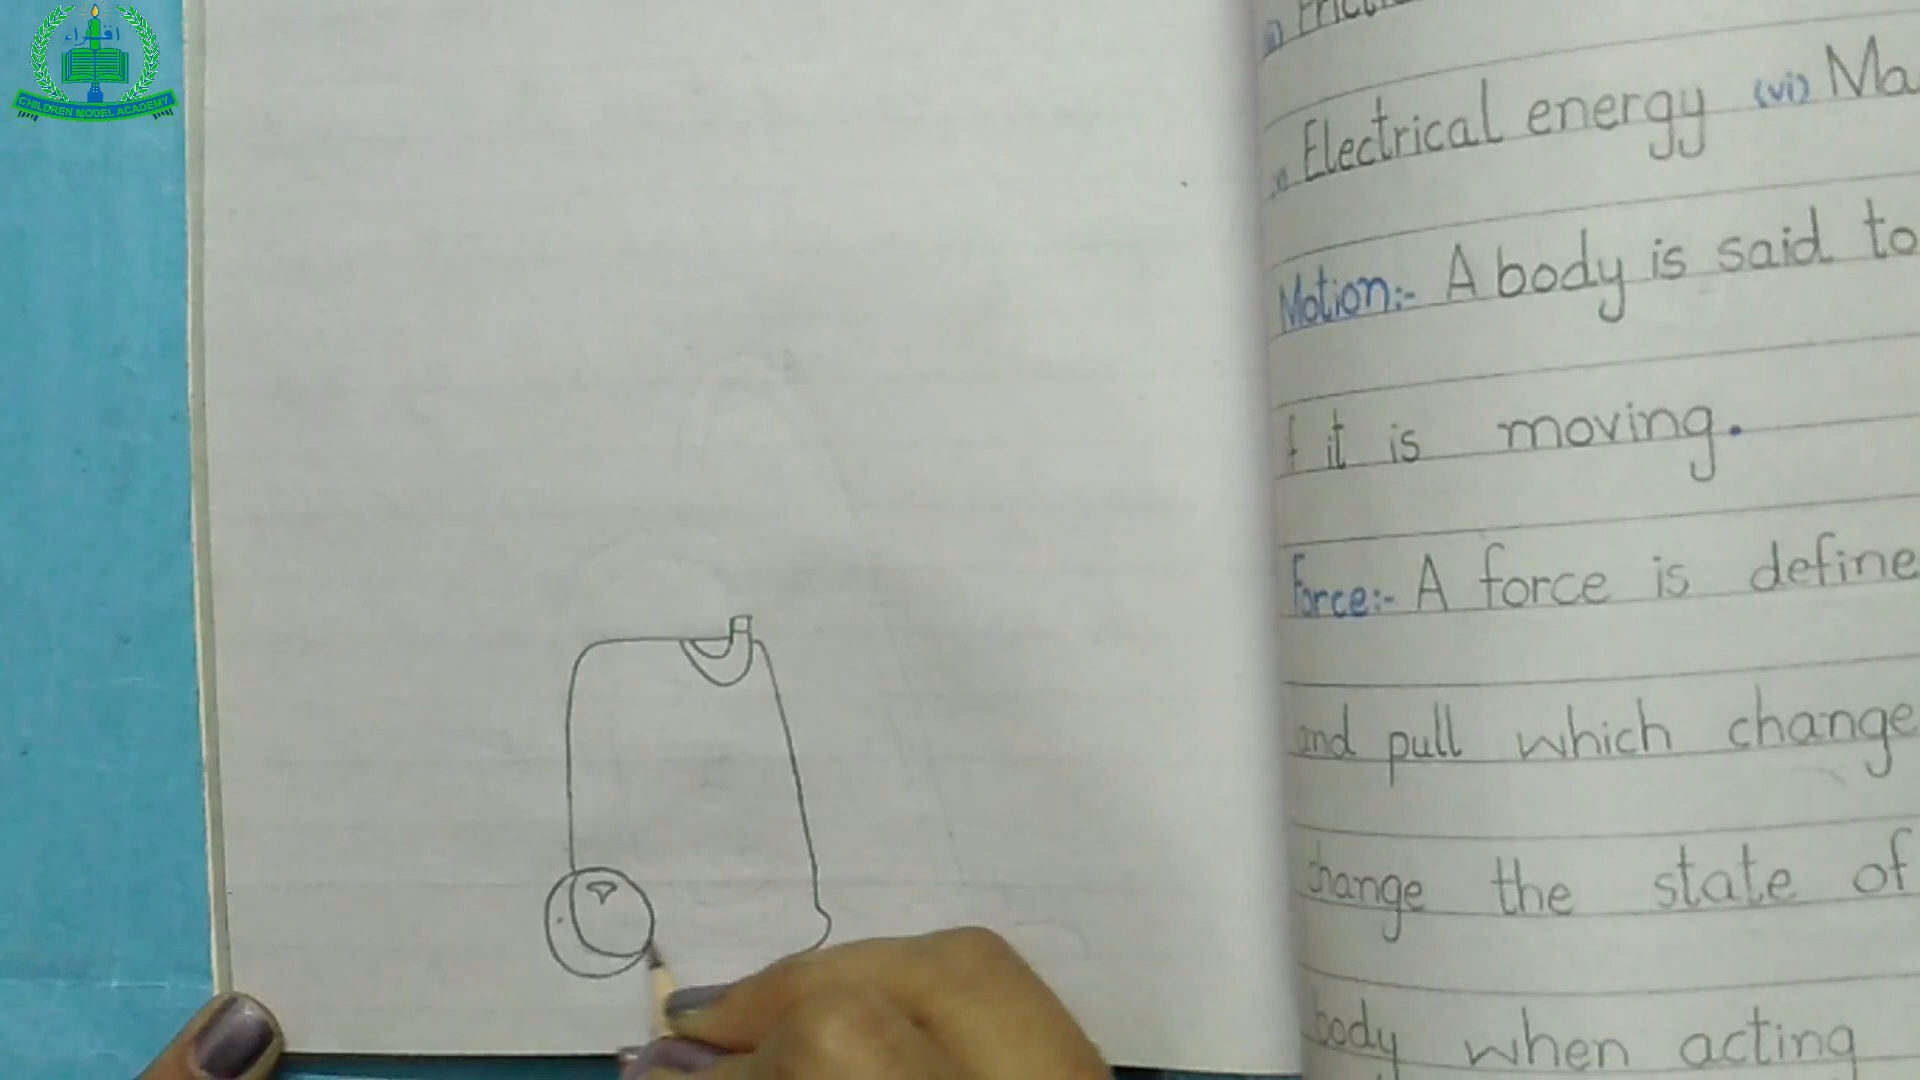 اقراء
CHILDREN MODEL ACADEMY
Electrical energy (vi) Ma
Motion:- A body is said to
f it is moving.
Force:- A force is define
and pull which change
change the state of
body when acting